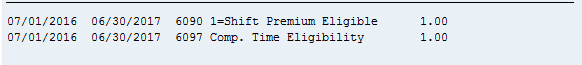 07/01/2016 06/30/2017 6090 1=Shift Premium Eligible 1.00
07/01/2016 06/30/2017 6097 Comp. Time Eligibility 1.00